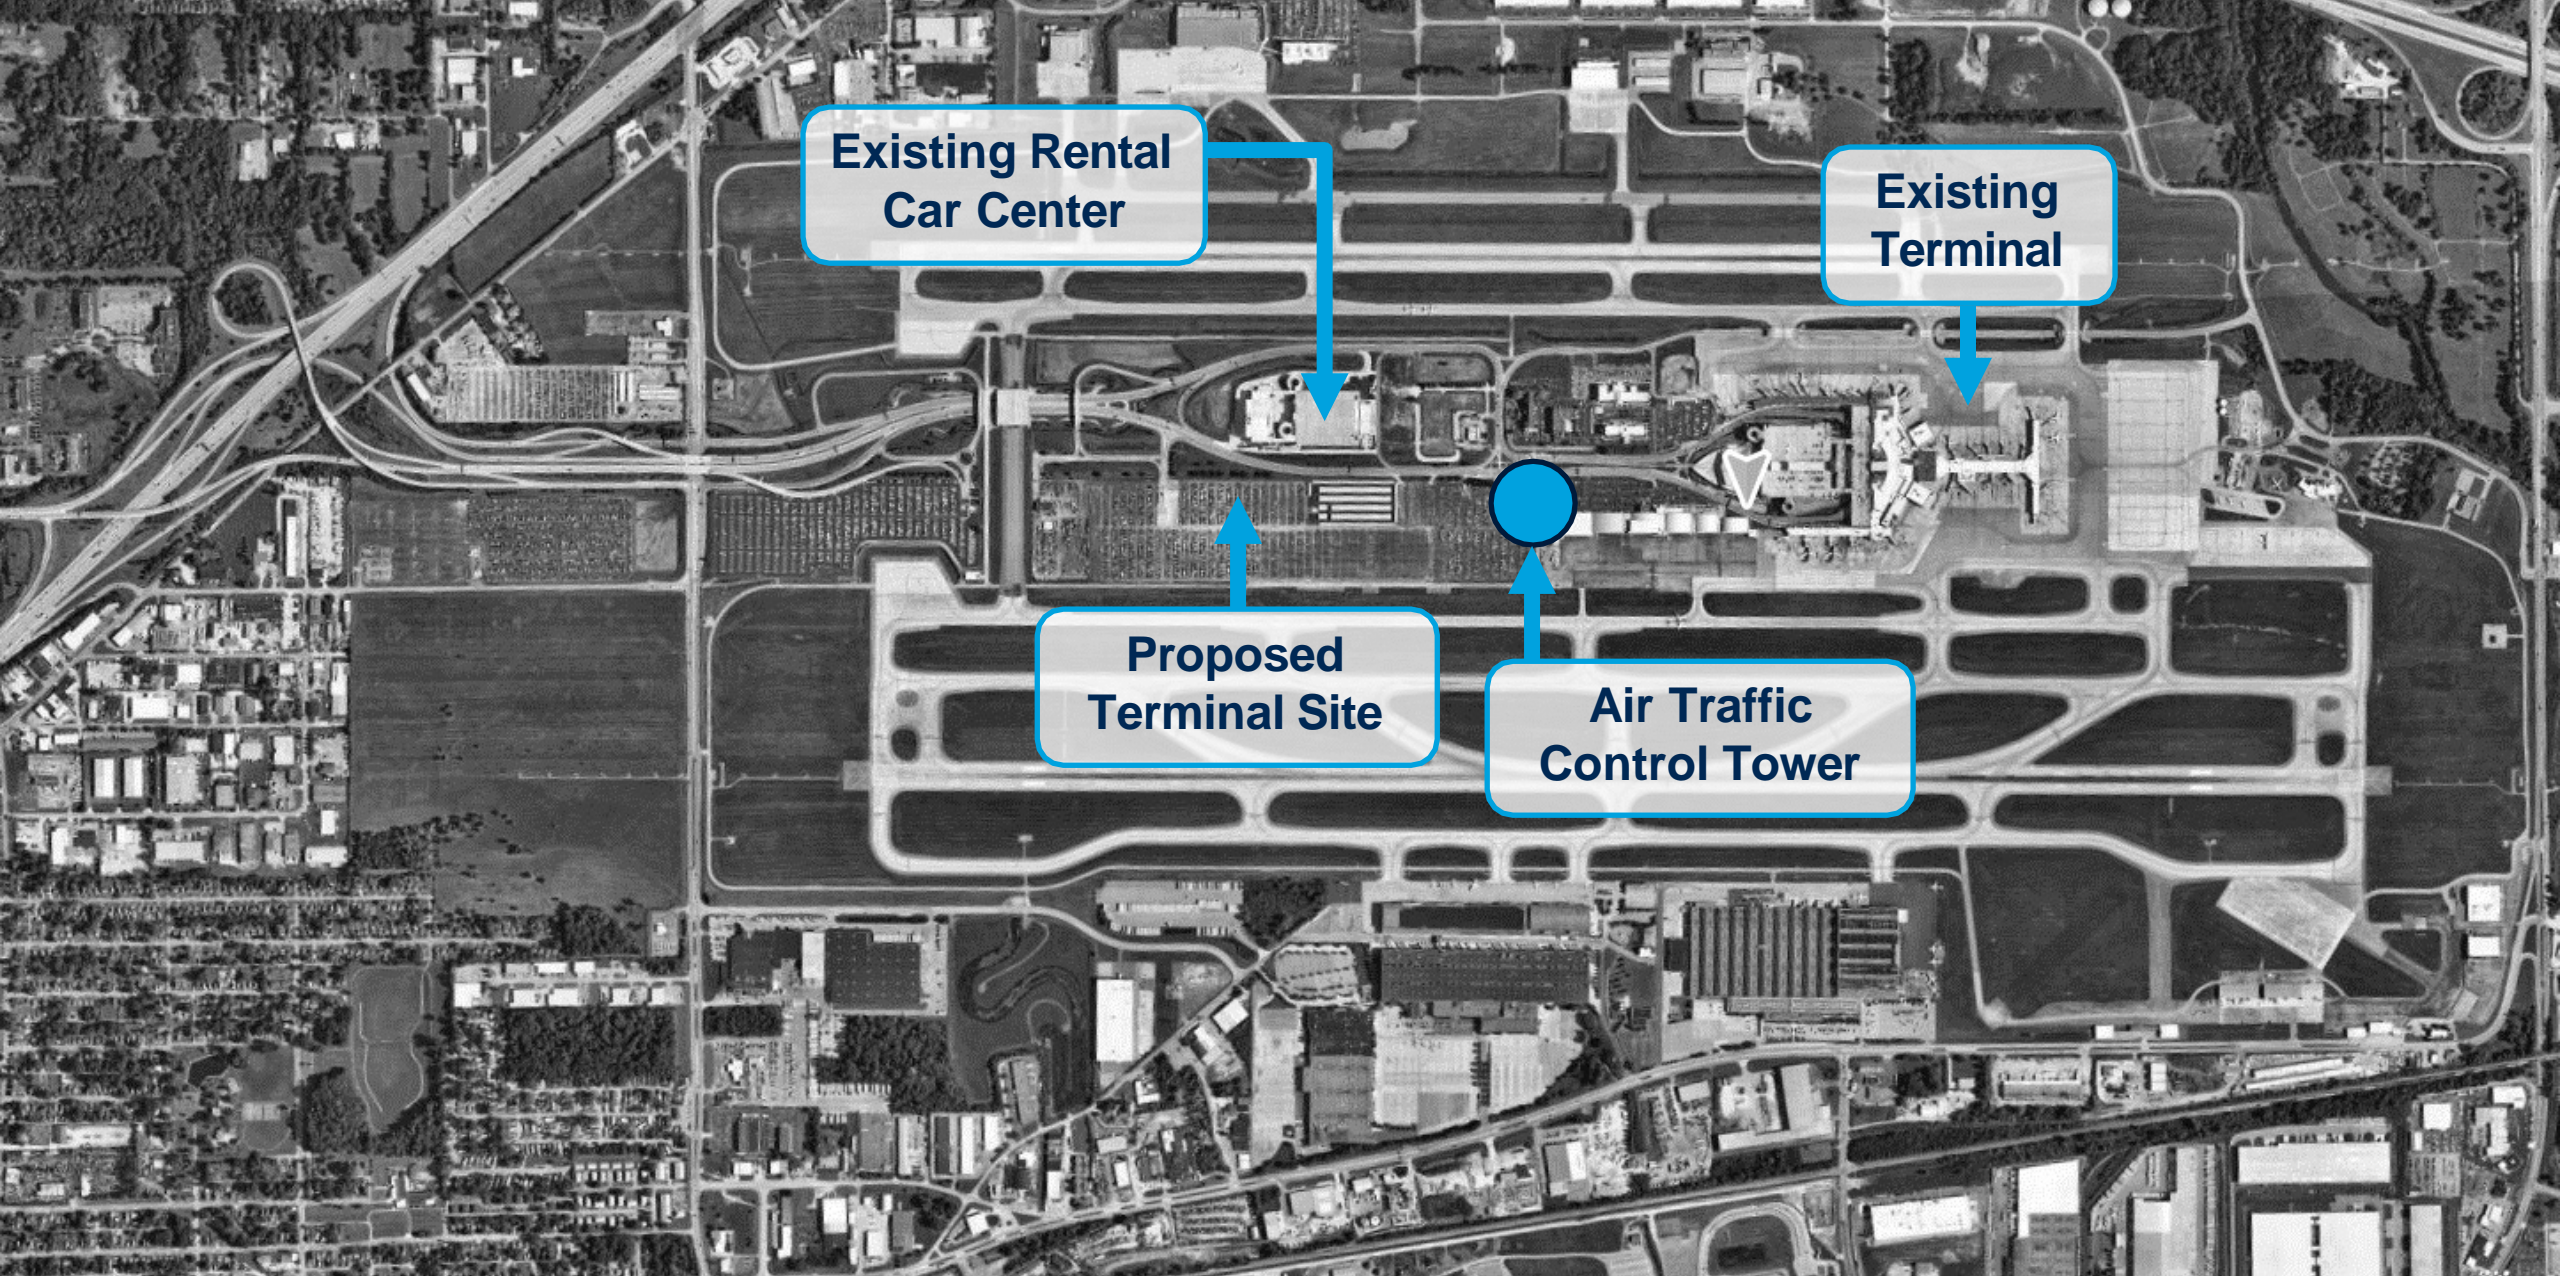 Existing Rental
Car Center
Existing
Terminal
Proposed
Terminal Site
Air Traffic
Control Tower